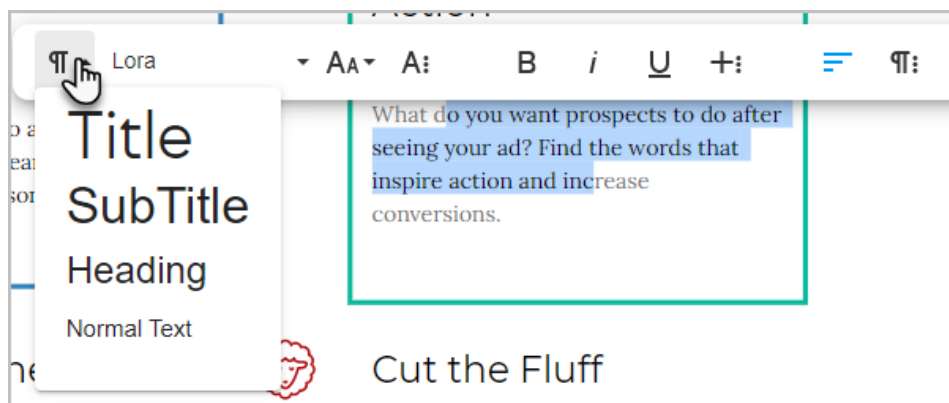 Action
Lora
Title
SubTitle
Heading
Normal Text
What do you want prospects to do after
seeing your ad? Find the words that
inspire action and increase
conversions.
Cut the Fluff